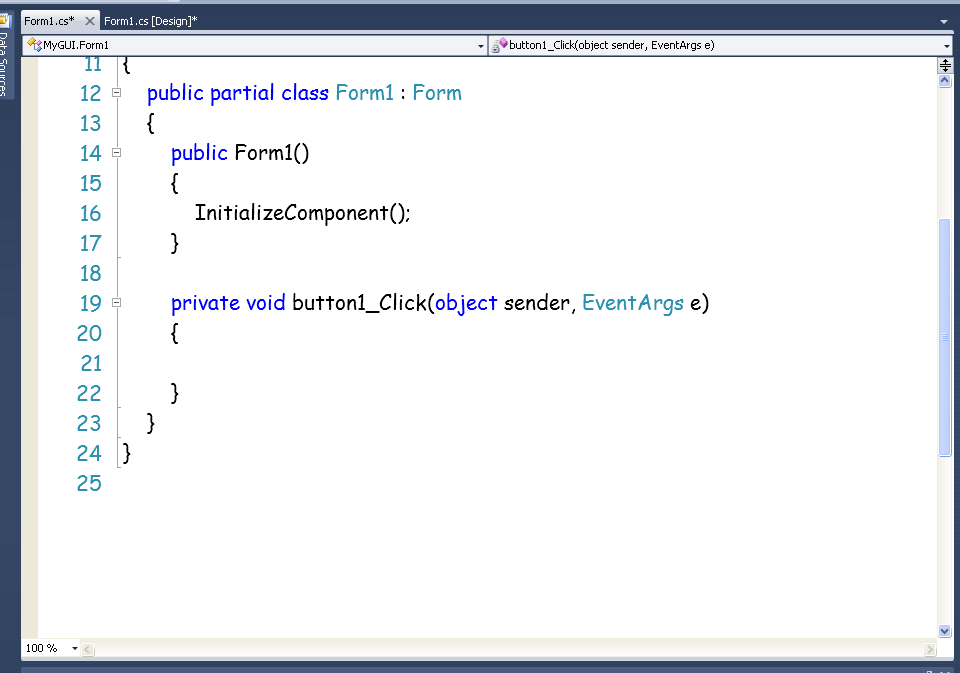 Form1.cs* Form1.cs [Design]*
Data Sources
MyGUI.Form1 button1_Click(object sender, EventArgs e)
11 {
12 public partial class Form1 : Form
13 {
14 public Form1()
15 {
16 InitializeComponent();
17 }
18
19 private void button1_Click(object sender, EventArgs e)
20 {
21
22 }
23 }
24 }
25
100 %